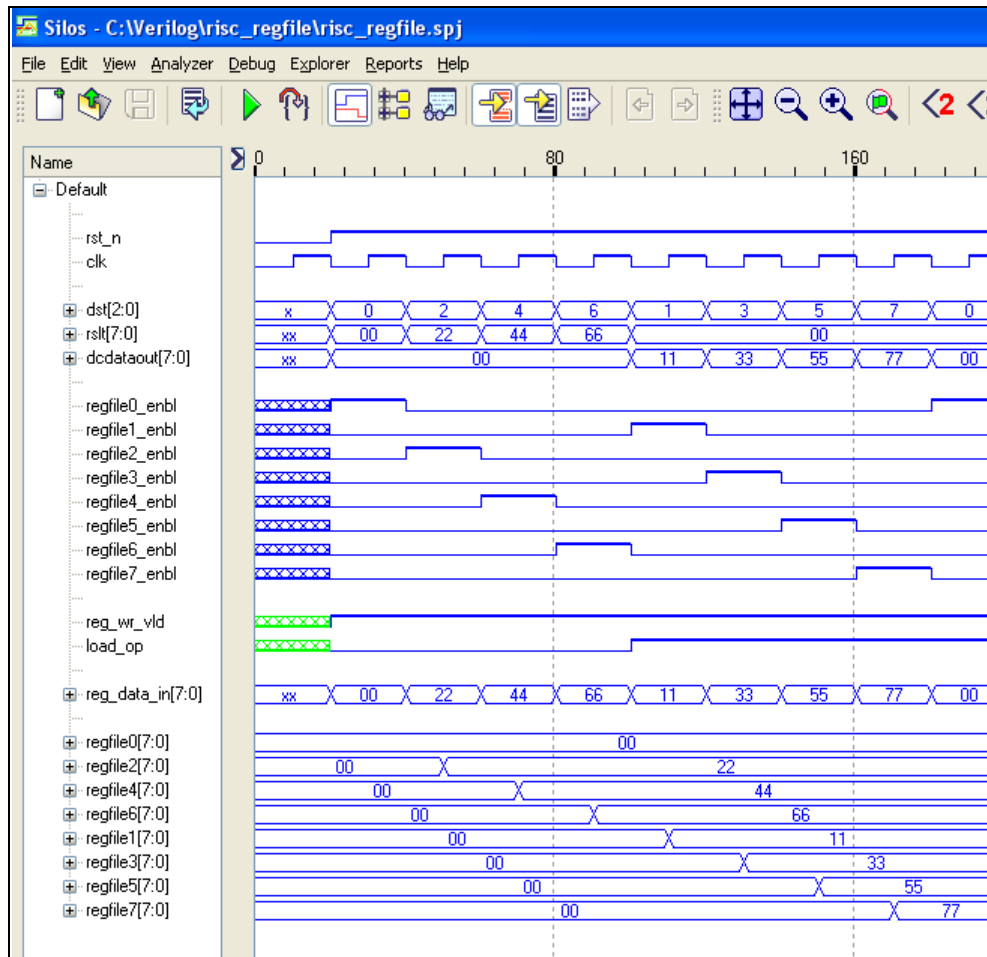 Silos - C:\Verilog\risc_regfile\risc_regfile.spj
File Edit View Analyzer Debug Explorer Reports Help
2
Name 0 80 160
Default
rst_n
clk
dst[2:0] x 0 2 4 6 1 3 5 7 0
rslt[7:0] xx 00 22 44 66 00
dcdataout[7:0] xx 00 11 33 55 77 00
regfile0_enbl
regfile1_enbl
regfile2_enbl
regfile3_enbl
regfile4_enbl
regfile5_enbl
regfile6_enbl
regfile7_enbl
reg_wr_vld
load_op
reg_data_in[7:0] xx 00 22 44 66 11 33 55 77 00
regfile0[7:0] 00
regfile2[7:0] 00 22
regfile4[7:0] 00 44
regfile6[7:0] 00 66
regfile1[7:0] 00 11
regfile3[7:0] 00 33
regfile5[7:0] 00 55
regfile7[7:0] 00 77